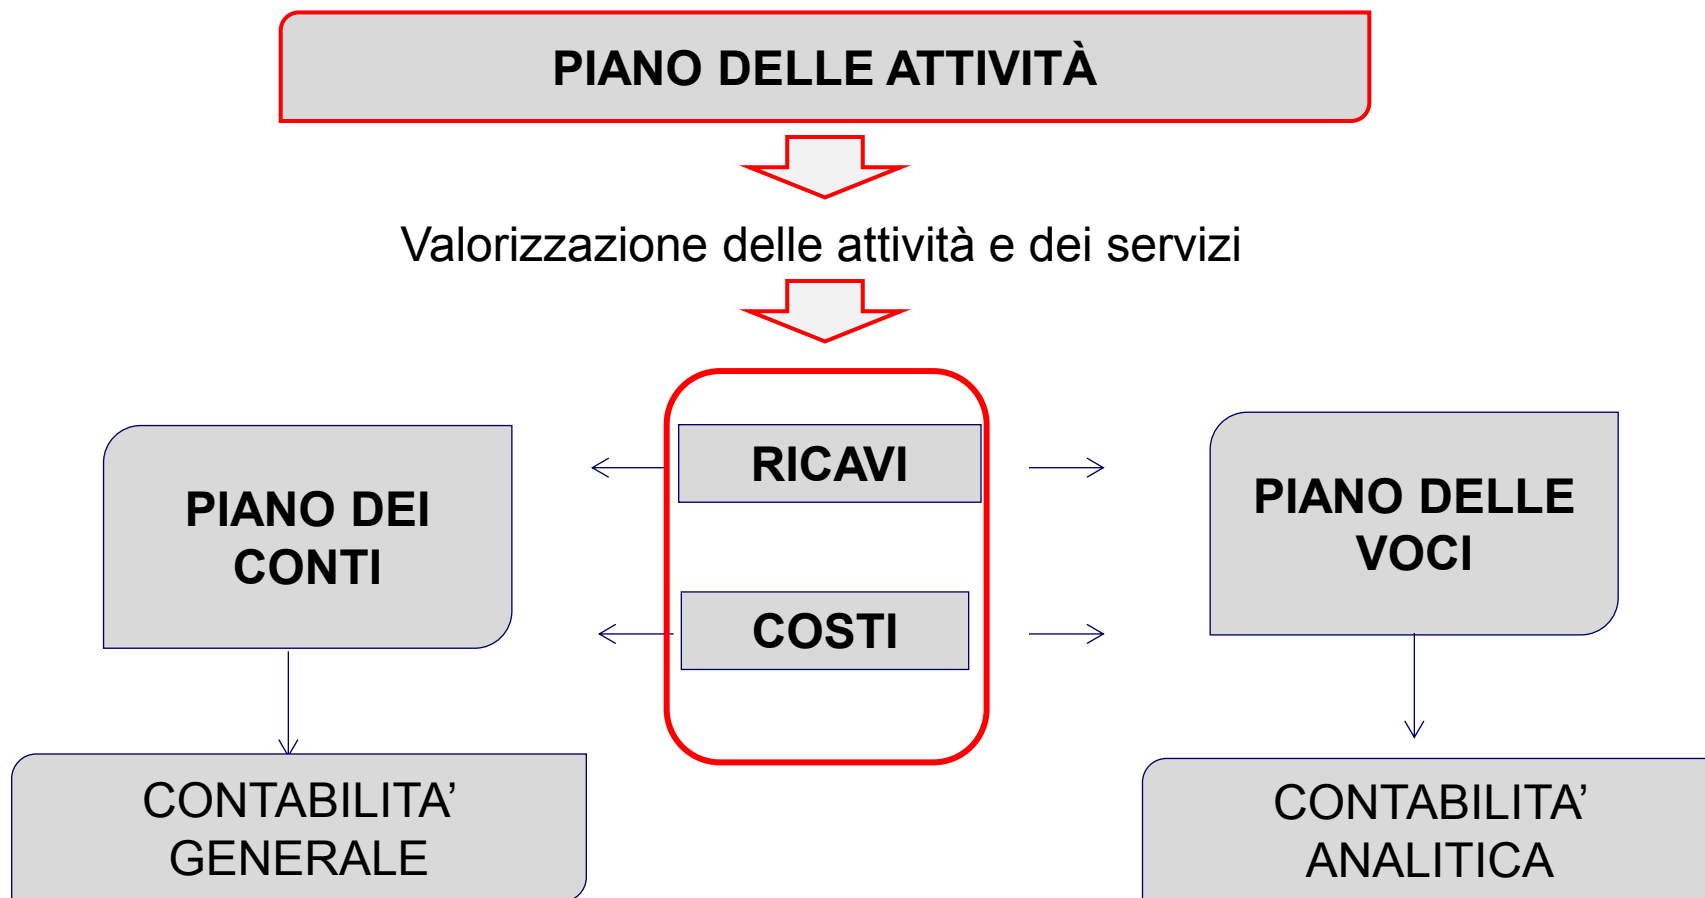 PIANO DELLE ATTIVITÀ
Valorizzazione delle attività e dei servizi
RICAVI
PIANO DEI
CONTI
PIANO DELLE
VOCI
COSTI
CONTABILITA’
GENERALE
CONTABILITA’
ANALITICA